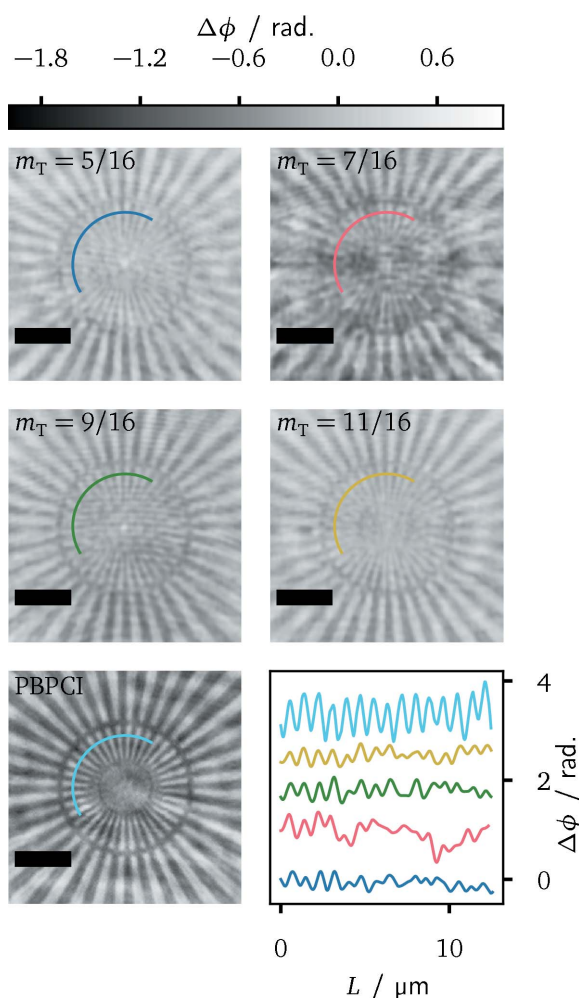 Δϕ / rad.
−1.8 −1.2 −0.6 0.0 0.6
m_T = 5/16 m_T = 7/16
m_T = 9/16 m_T = 11/16
PBPCI
4
2
0
Δϕ / rad.
0 10
L / μm